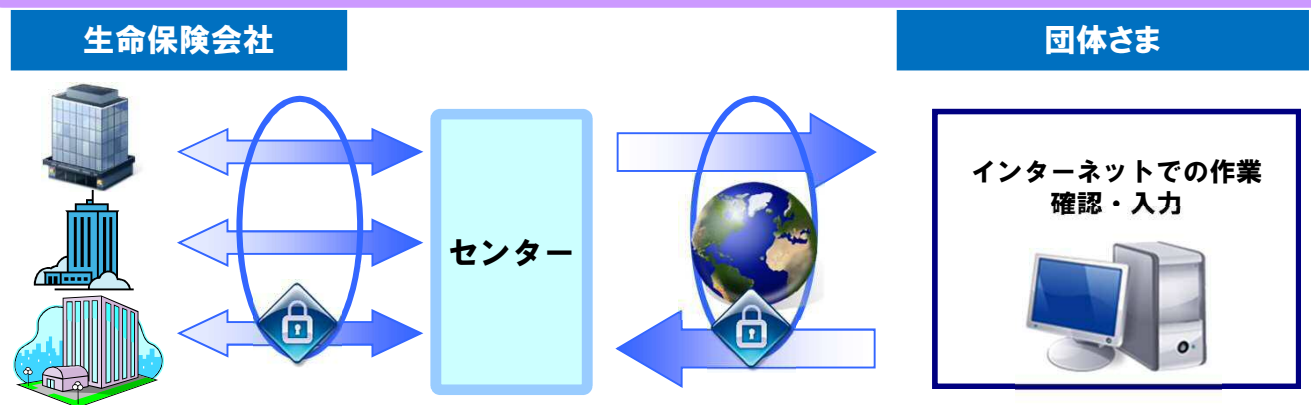 生命保険会社
団体さま
センター
インターネットでの作業
確認・入力